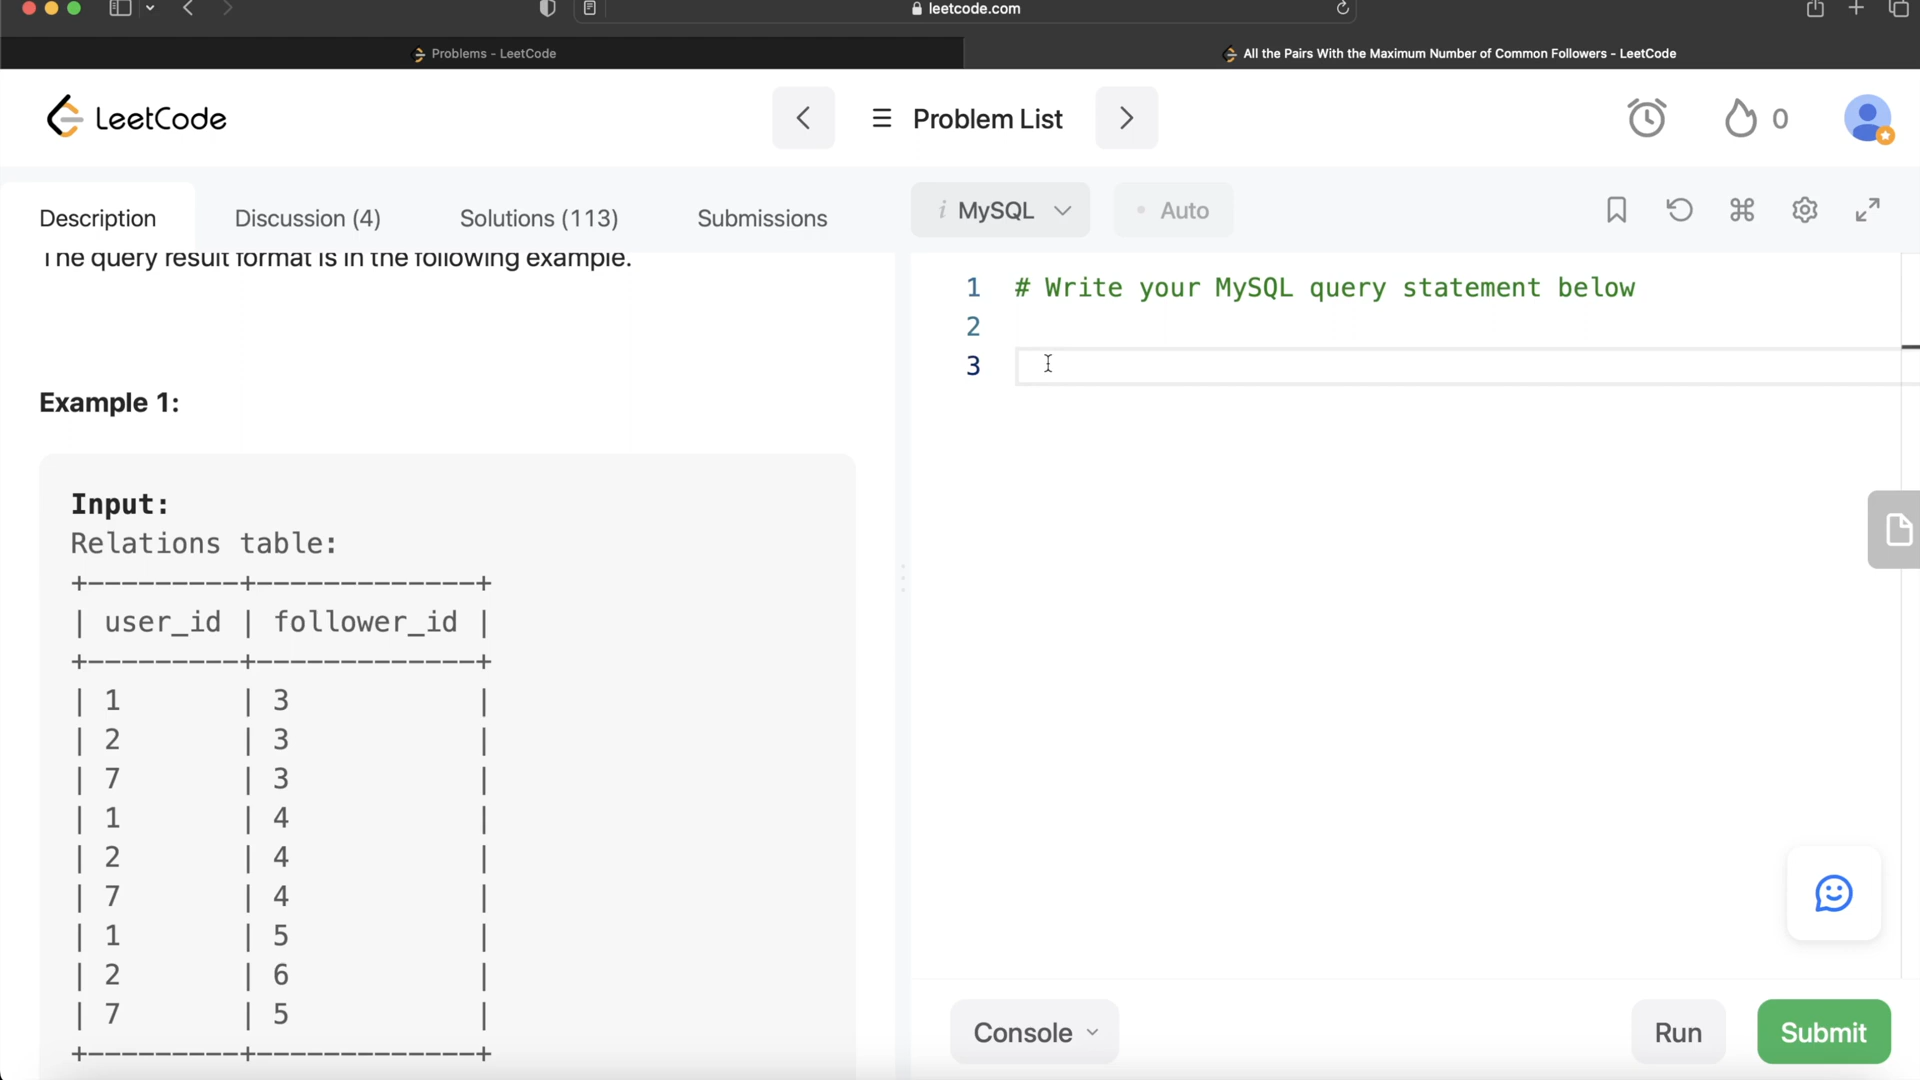 leetcode.com
Problems - LeetCode
All the Pairs With the Maximum Number of Common Followers - LeetCode
LeetCode
Problem List
0
Description
Discussion (4)
Solutions (113)
Submissions
i MySQL
Auto
The query result format is in the following example.
Example 1:
Input:
Relations table:
+---------+-------------+
| user_id | follower_id |
+---------+-------------+
| 1       | 3           |
| 2       | 3           |
| 7       | 3           |
| 1       | 4           |
| 2       | 4           |
| 7       | 4           |
| 1       | 5           |
| 2       | 6           |
| 7       | 5           |
+---------+-------------+
1 # Write your MySQL query statement below
2
3
Console
Run
Submit